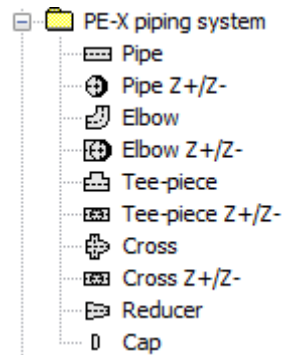 PE-X piping system
Pipe
Pipe Z+/Z-
Elbow
Elbow Z+/Z-
Tee-piece
Tee-piece Z+/Z-
Cross
Cross Z+/Z-
Reducer
Cap